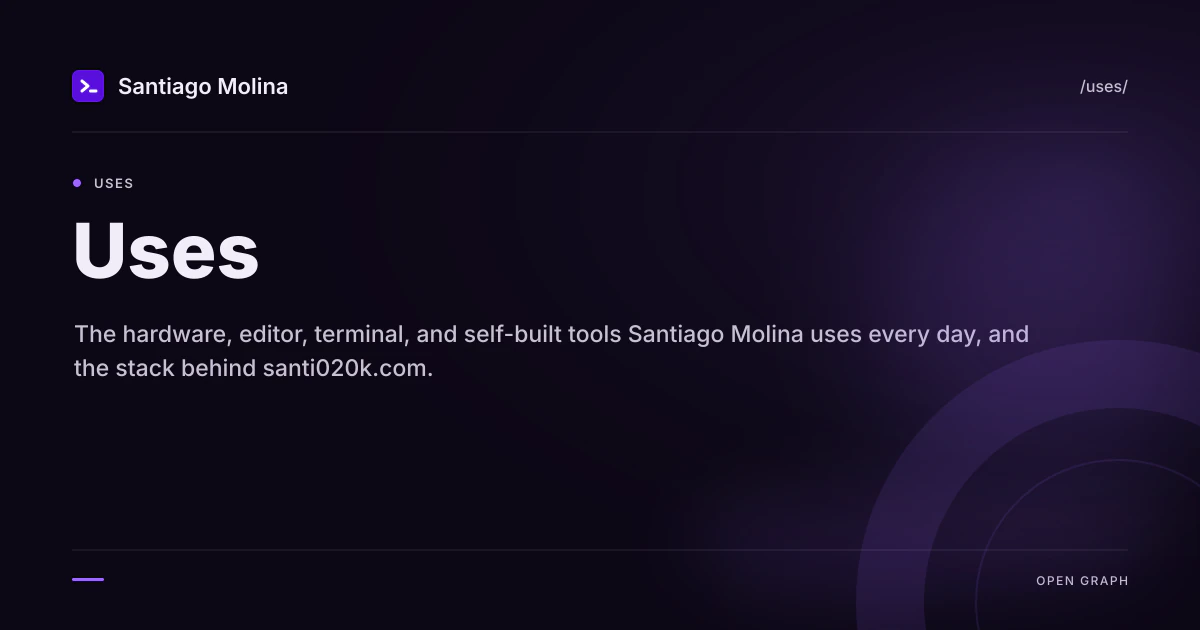 Santiago Molina
/uses/
USES
Uses
The hardware, editor, terminal, and self-built tools Santiago Molina uses every day, and
the stack behind santi020k.com.
OPEN GRAPH